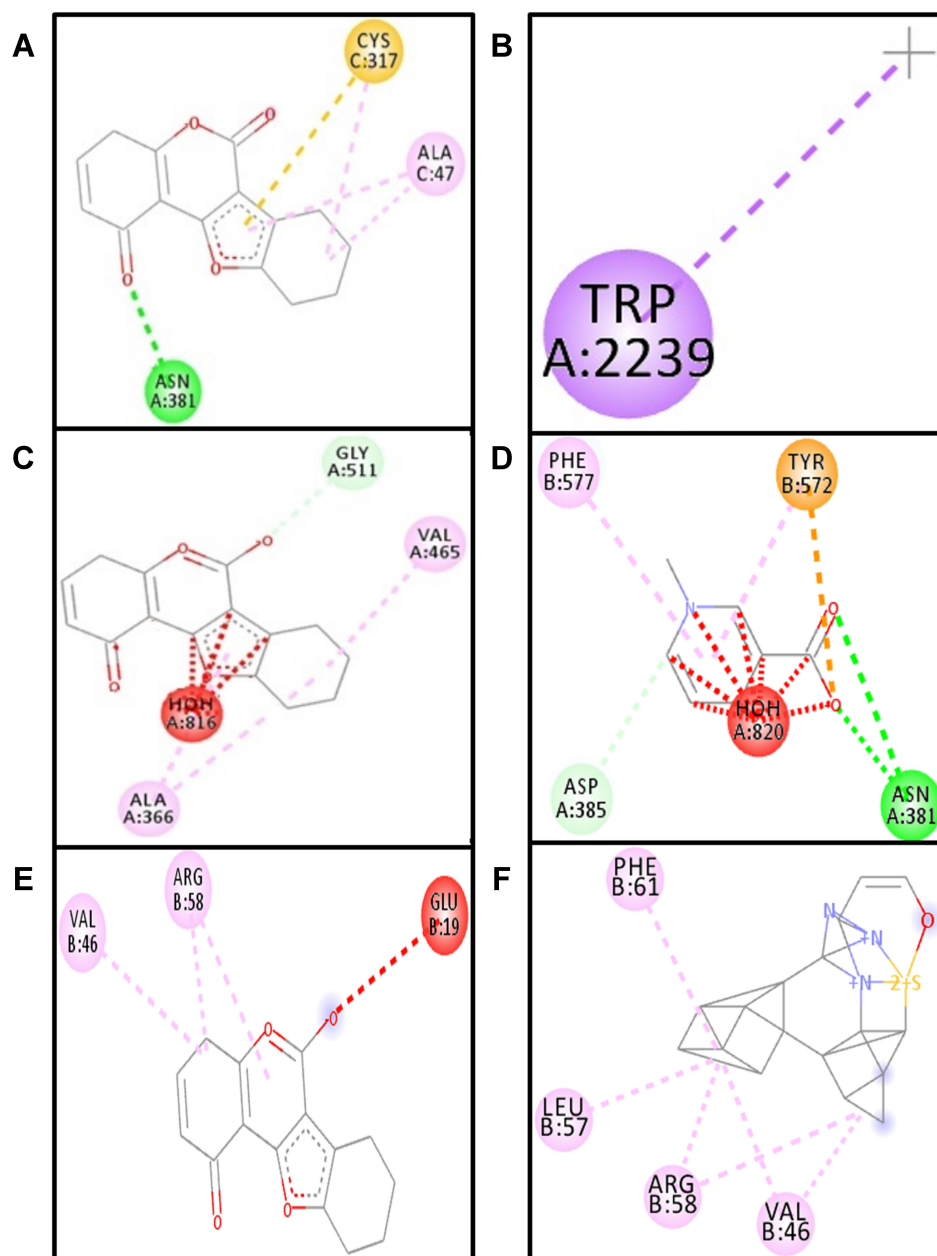 A
CYS
C:317
O
O
ALA
C:47
O
O
ASN
A:381
B
TRP
A:2239
C
GLY
A:511
O
O
VAL
A:465
O
O
HOH
A:816
ALA
A:366
D
PHE
B:577
TYR
B:572
N
O
O
HOH
A:820
ASP
A:385
ASN
A:381
E
VAL
B:46
ARG
B:58
GLU
B:19
O
O
O
O
F
PHE
B:61
N
+N
O
+N
2+S
LEU
B:57
ARG
B:58
VAL
B:46